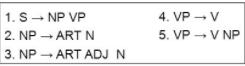 1. S → NP VP
2. NP → ART N
3. NP → ART ADJ N
4. VP → V
5. VP → V NP